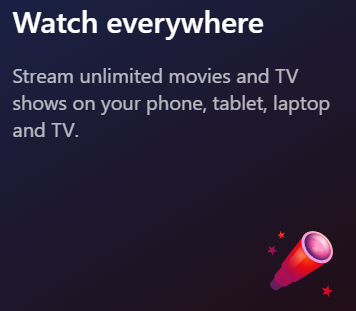 Watch everywhere
Stream unlimited movies and TV
shows on your phone, tablet, laptop
and TV.